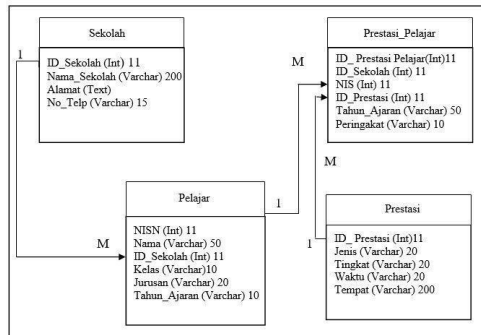 Sekolah
ID_Sekolah (Int) 11
Nama_Sekolah (Varchar) 200
Alamat (Text)
No_Telp (Varchar) 15
1
Prestasi_Pelajar
ID_ Prestasi Pelajar(Int)11
ID_Sekolah (Int) 11
NIS (Int) 11
ID_Prestasi (Int) 11
Tahun_Ajaran (Varchar) 50
Peringakat (Varchar) 10
M
M
Pelajar
NISN (Int) 11
Nama (Varchar) 50
ID_Sekolah (Int) 11
Kelas (Varchar)10
Jurusan (Varchar) 20
Tahun_Ajaran (Varchar) 10
M
1
Prestasi
ID_ Prestasi (Int)11
Jenis (Varchar) 20
Tingkat (Varchar) 20
Waktu (Varchar) 20
Tempat (Varchar) 200
1